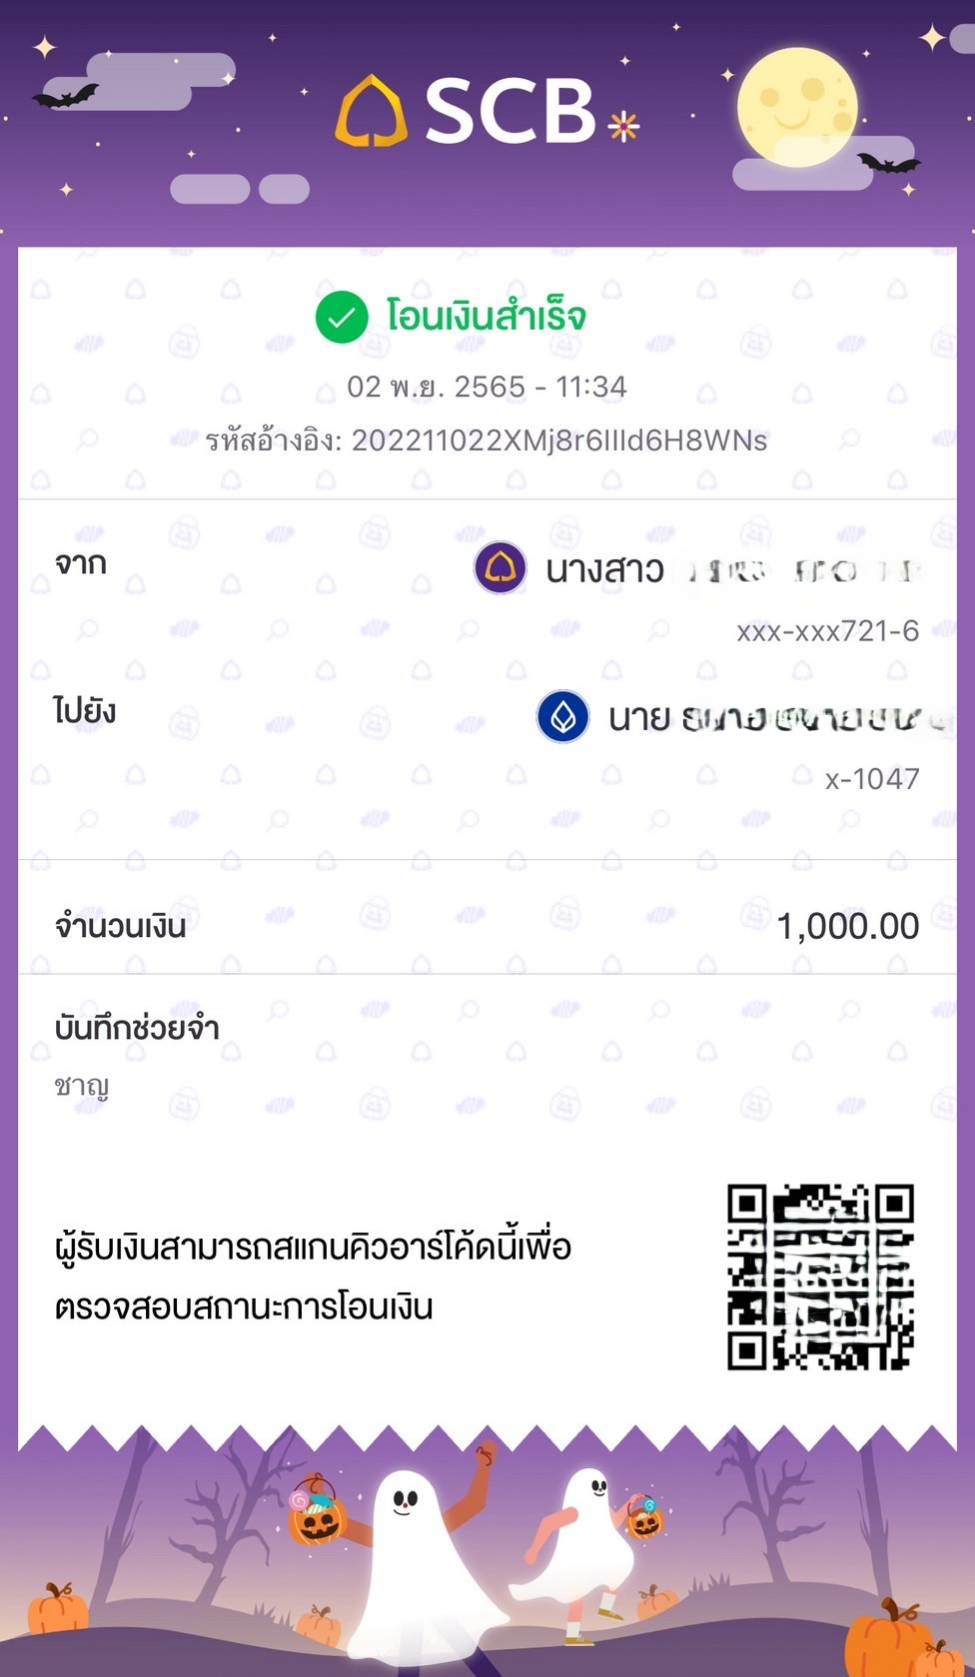 SCB
โอนเงินสำเร็จ
02 พ.ย. 2565 - 11:34
รหัสอ้างอิง: 202211022XMj8r6IIId6H8WNs
จาก
นางสาว
xxx-xxx721-6
ไปยัง
นาย
x-1047
จำนวนเงิน
1,000.00
บันทึกช่วยจำ
ชาญ
ผู้รับเงินสามารถสแกนคิวอาร์โค้ดนี้เพื่อ
ตรวจสอบสถานะการโอนเงิน